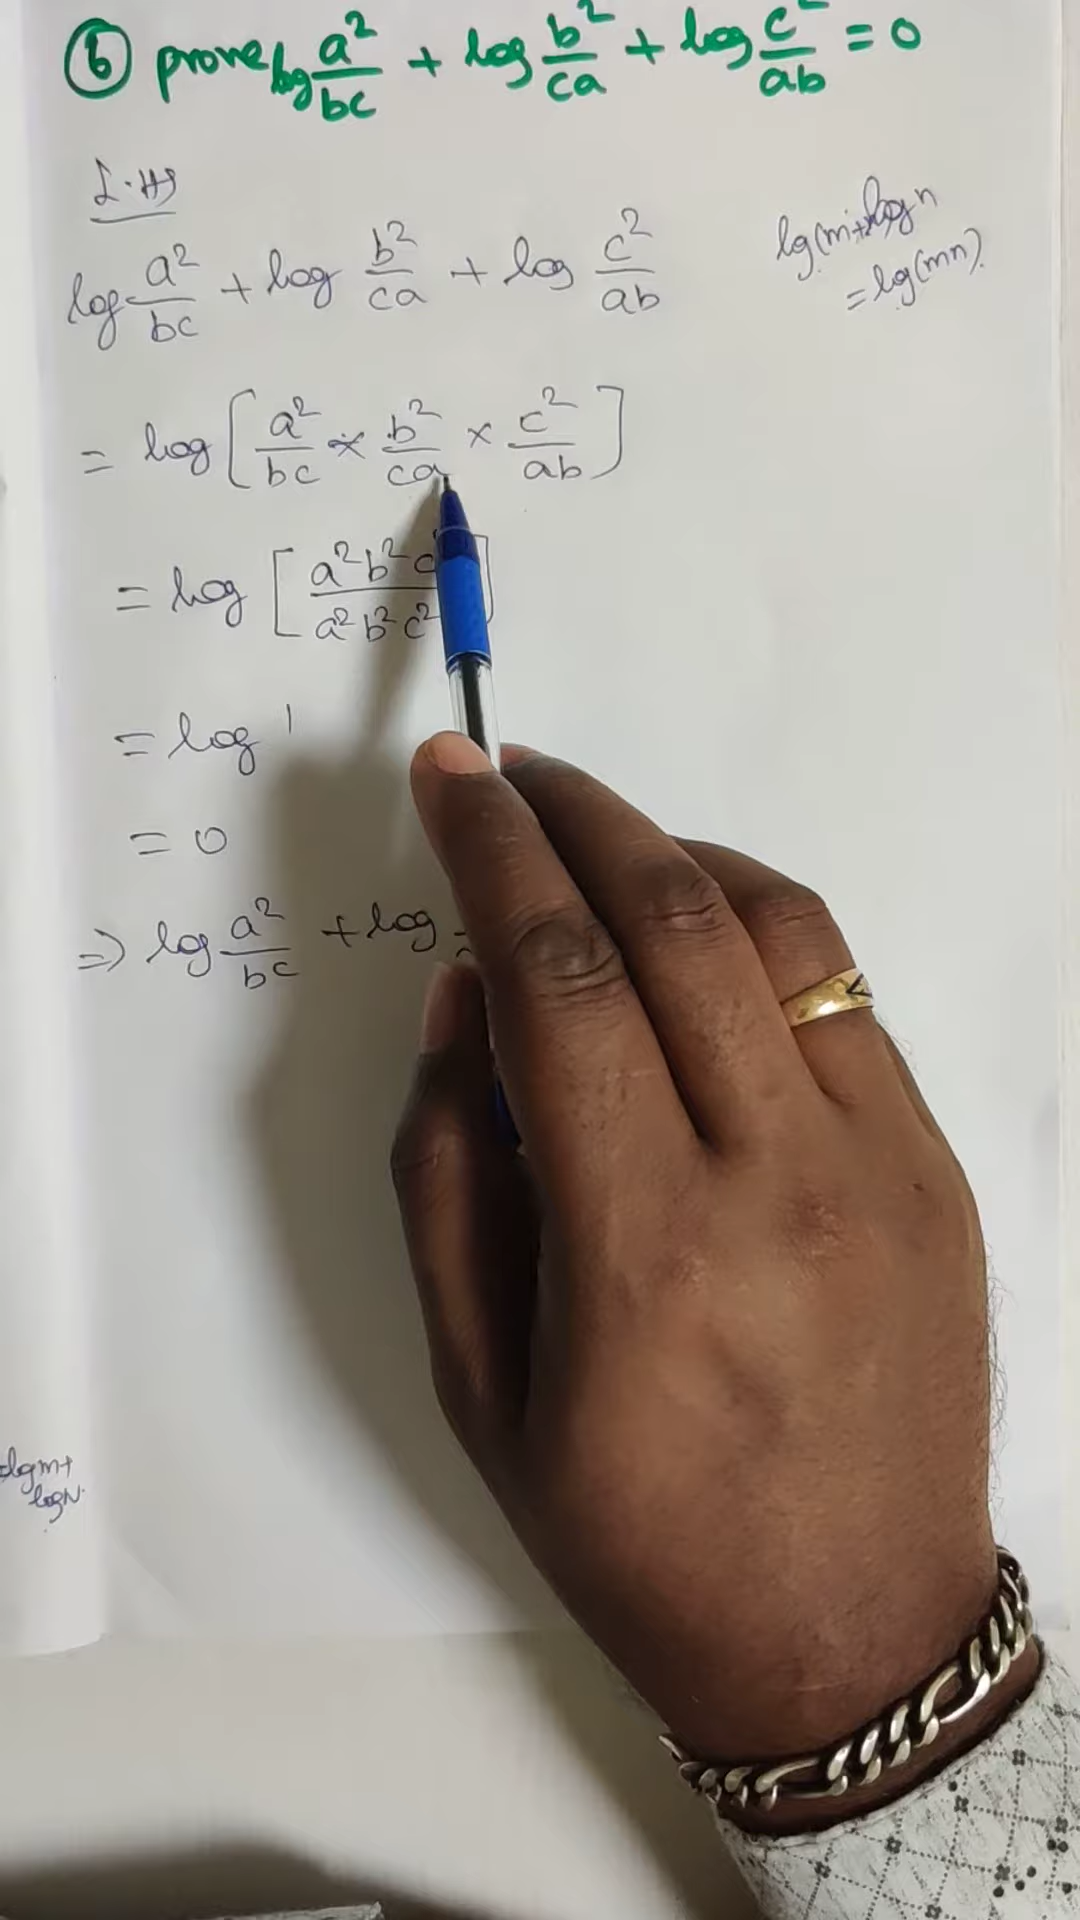 ⑥ prove log a²/bc + log b²/ca + log c²/ab = 0
L.HS
log a²/bc + log b²/ca + log c²/ab
log(m)+log n
= log(mn).
= log [a²/bc × b²/ca × c²/ab]
= log [a²b²c/a²b²c²]
= log 1
= 0
⇒ log a²/bc + log
logm+
logN.